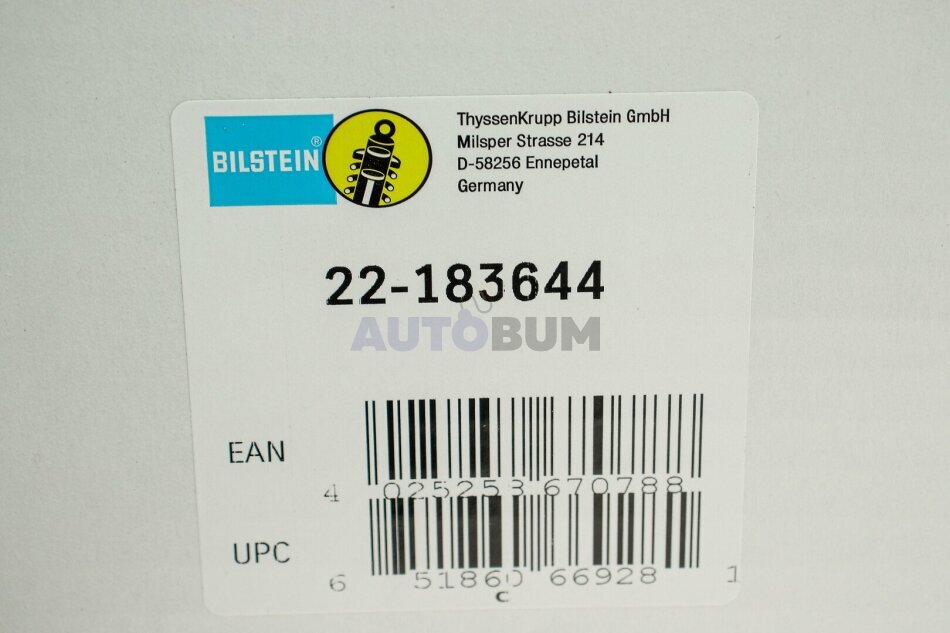 BILSTEIN®
ThyssenKrupp Bilstein GmbH
Milsper Strasse 214
D-58256 Ennepetal
Germany
22-183644
AUTOBUM
EAN
4 025253 670788
UPC
6 51860 66928 1
C